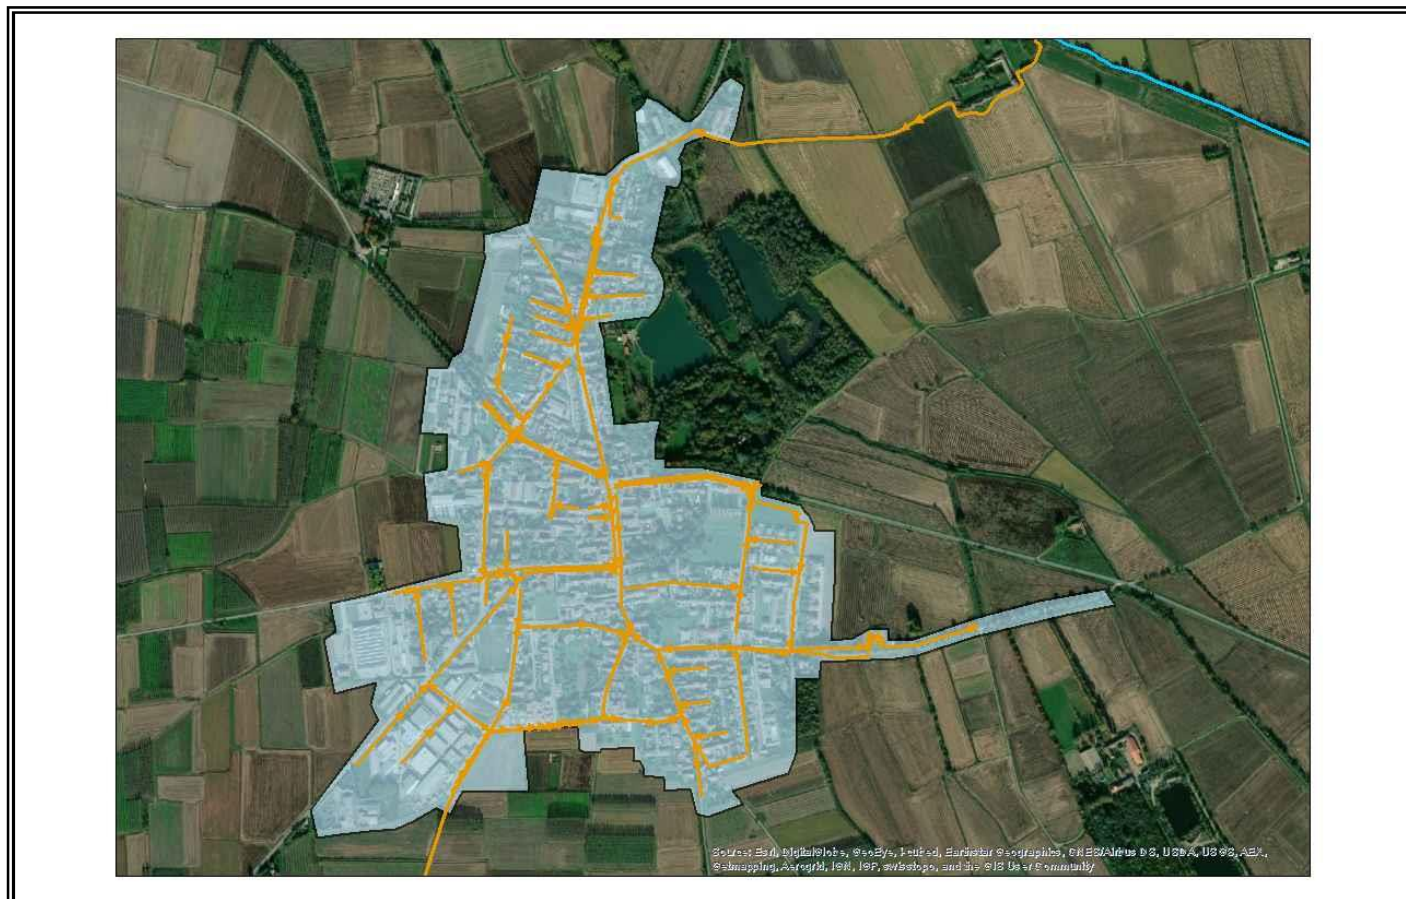 Source: Esri, DigitalGlobe, GeoEye, i-cubed, Earthstar Geographics, CNES/Airbus DS, USDA, USGS, AEX,
Getmapping, Aerogrid, IGN, IGP, swisstopo, and the GIS User Community